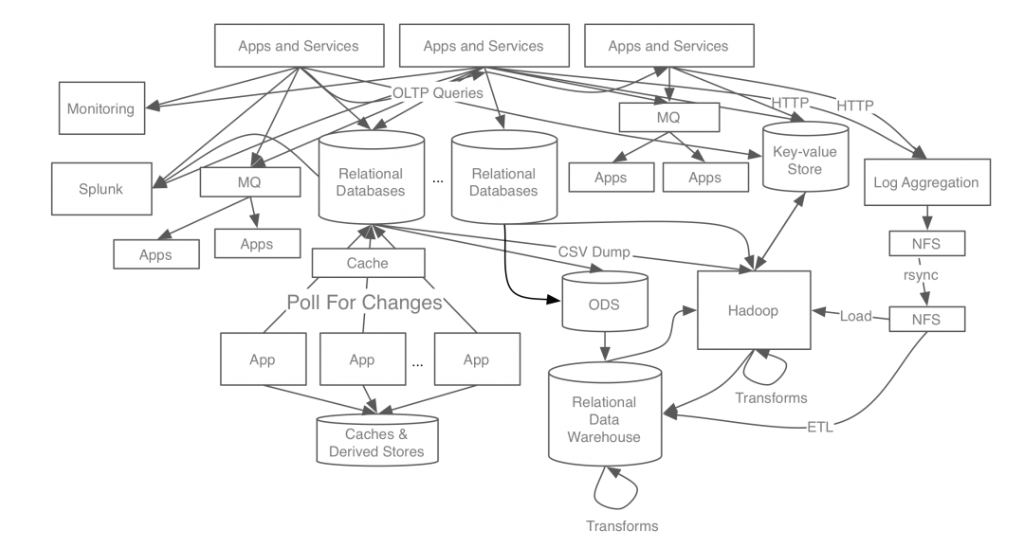 Apps and Services
Apps and Services
Apps and Services
Monitoring
OLTP Queries
HTTP
HTTP
MQ
Key-value
Store
Splunk
MQ
Relational
Databases
...
Relational
Databases
Apps
Apps
Log Aggregation
Apps
Apps
NFS
CSV Dump
Cache
rsync
Poll For Changes
ODS
Hadoop
Load
NFS
App
App
...
App
Transforms
Relational
Data
Warehouse
ETL
Caches &
Derived Stores
Transforms